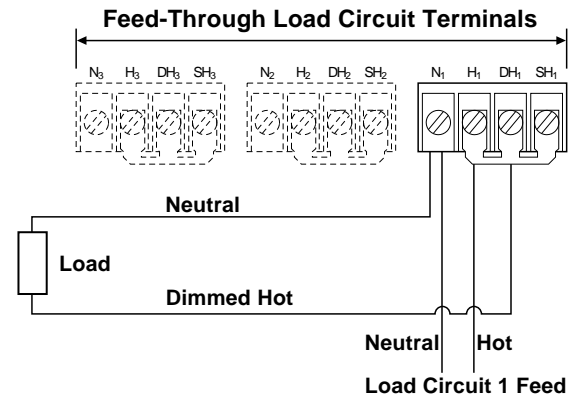 Feed-Through Load Circuit Terminals
N₃ H₃ DH₃ SH₃ N₂ H₂ DH₂ SH₂ N₁ H₁ DH₁ SH₁
Neutral
Load
Dimmed Hot
Neutral Hot
Load Circuit 1 Feed